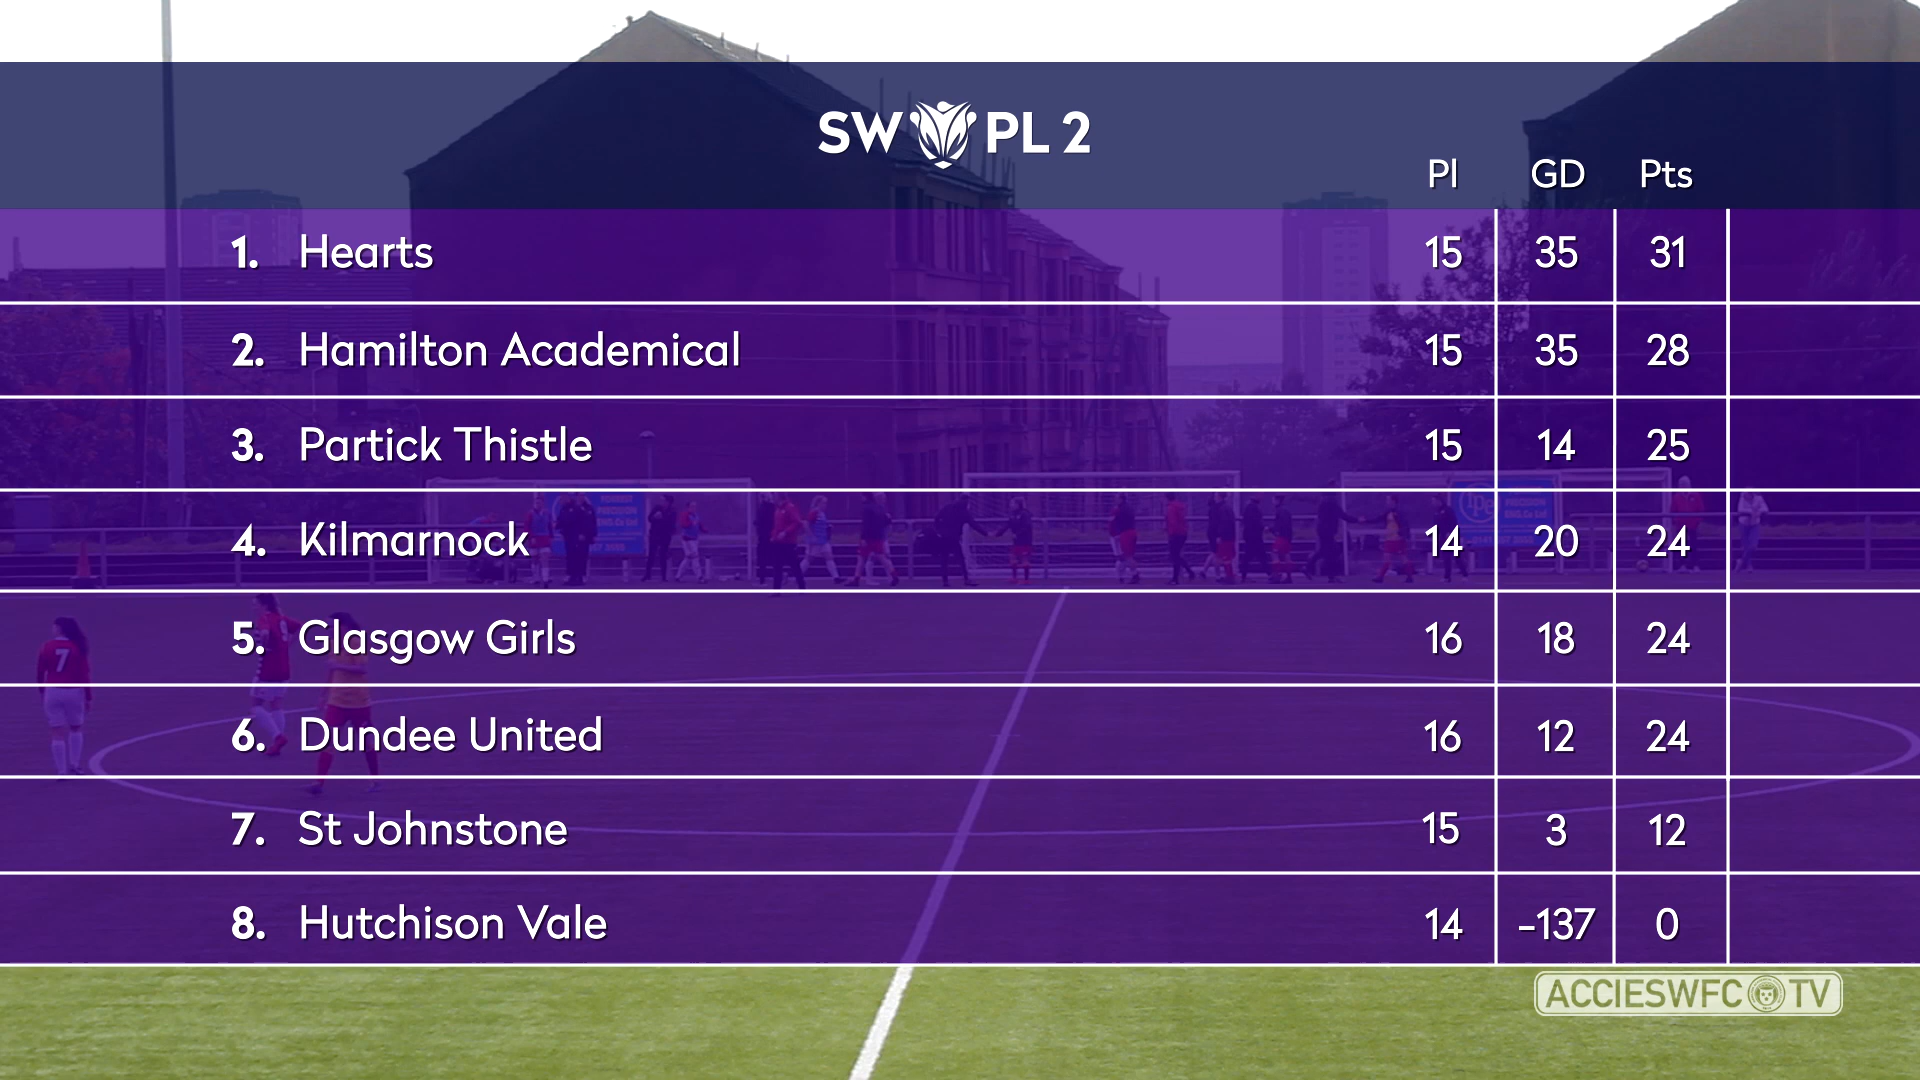 SW PL 2
Pl GD Pts
1. Hearts 15 35 31
2. Hamilton Academical 15 35 28
3. Partick Thistle 15 14 25
4. Kilmarnock 14 20 24
5. Glasgow Girls 16 18 24
6. Dundee United 16 12 24
7. St Johnstone 15 3 12
8. Hutchison Vale 14 -137 0
7
ACCIESWFC TV